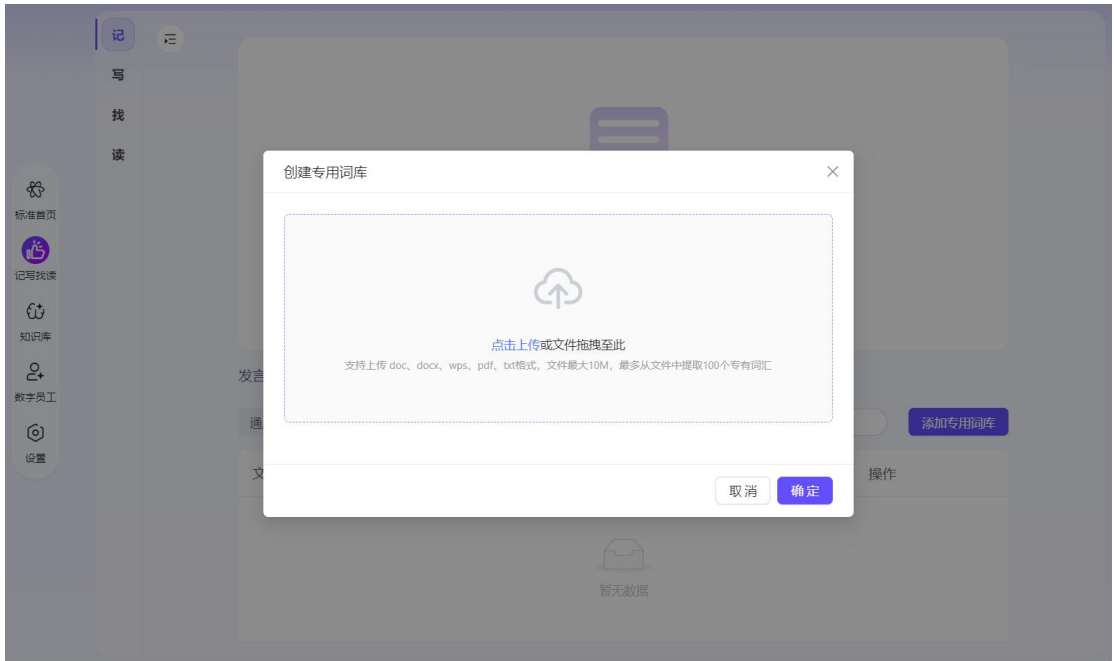 记
写
找
读
标准首页
记写找读
知识库
数字员工
设置
创建专用词库
点击上传或文件拖拽至此
支持上传 doc、docx、wps、pdf、txt格式，文件最大10M，最多从文件中提取100个专有词汇
取消
确定
发言
通
添加专用词库
文
操作
暂无数据